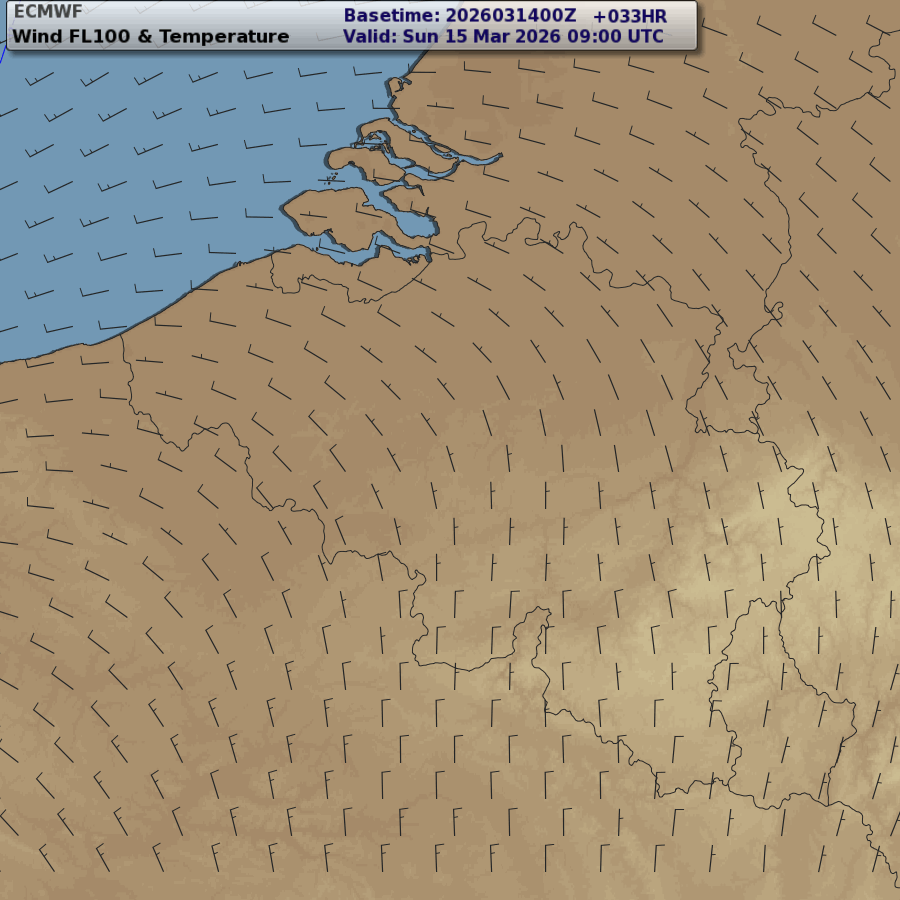 ECMWF
Basetime: 2026031400Z +033HR
Wind FL100 & Temperature
Valid: Sun 15 Mar 2026 09:00 UTC